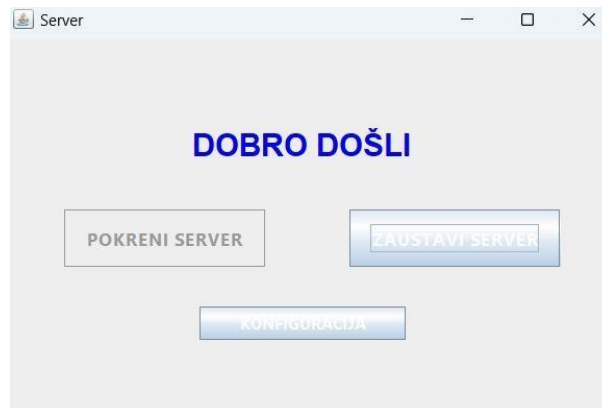 Server
DOBRO DOŠLI
POKRENI SERVER
ZAUSTAVI SERVER
KONFIGURACIJA